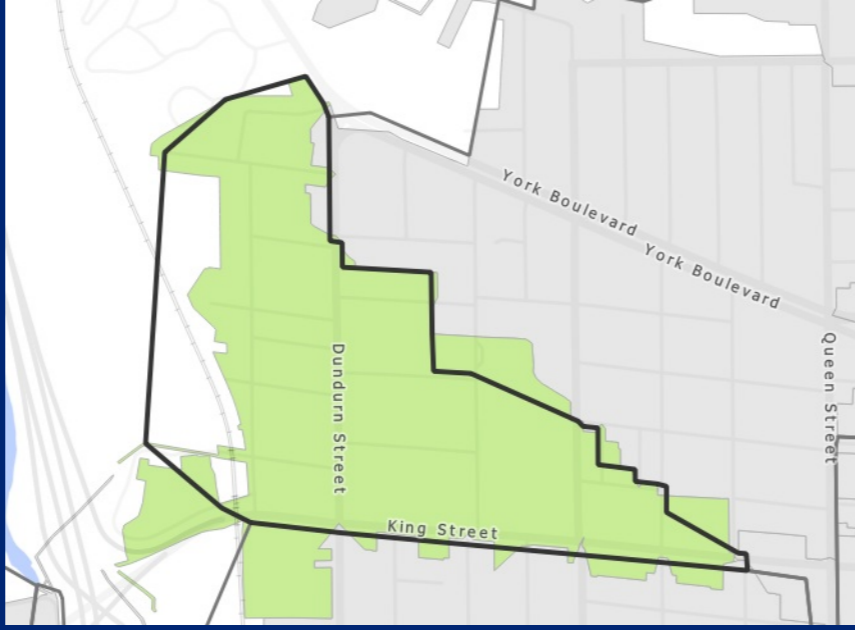 York Boulevard
York Boulevard
Queen Street
Dundurn Street
King Street